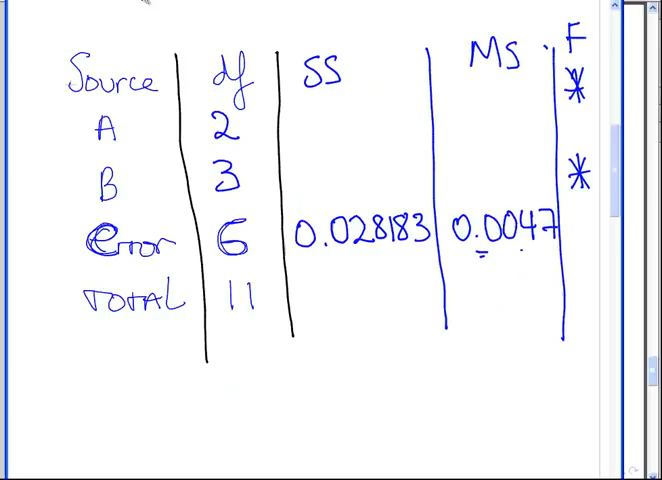 Source df SS MS F
A 2 *
B 3 *
error 6 0.028183 0.0047
TOTAL 11